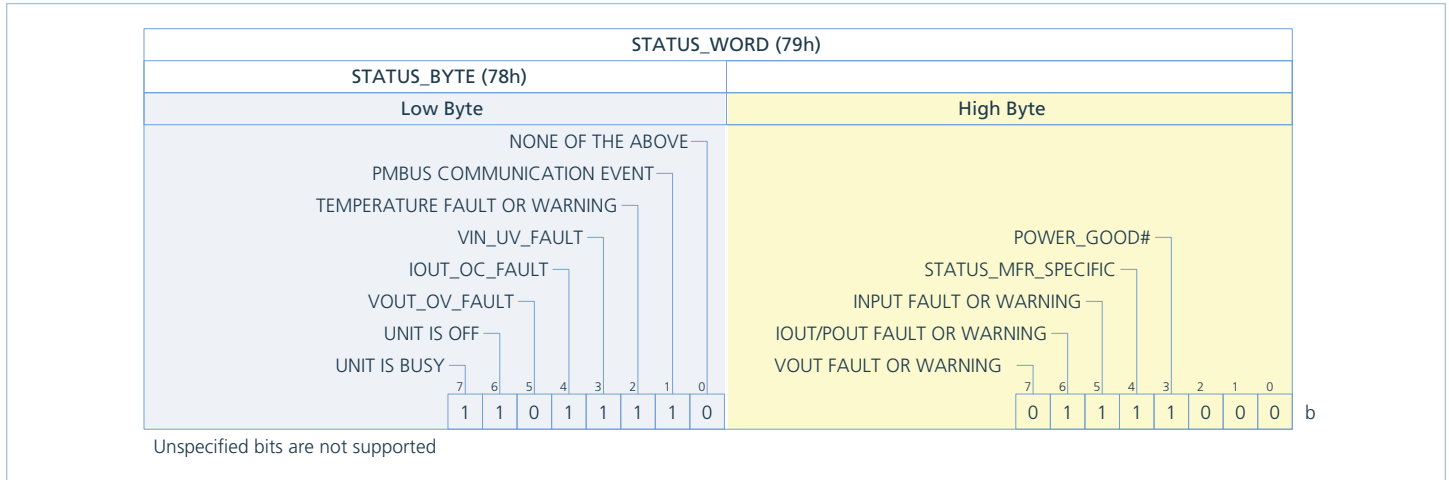 STATUS_WORD (79h)
STATUS_BYTE (78h)
Low Byte
High Byte
NONE OF THE ABOVE
PMBUS COMMUNICATION EVENT
TEMPERATURE FAULT OR WARNING
VIN_UV_FAULT
IOUT_OC_FAULT
VOUT_OV_FAULT
UNIT IS OFF
UNIT IS BUSY
7 6 5 4 3 2 1 0
1 1 0 1 1 1 1 0
POWER_GOOD#
STATUS_MFR_SPECIFIC
INPUT FAULT OR WARNING
IOUT/POUT FAULT OR WARNING
VOUT FAULT OR WARNING
7 6 5 4 3 2 1 0
0 1 1 1 1 0 0 0 b
Unspecified bits are not supported